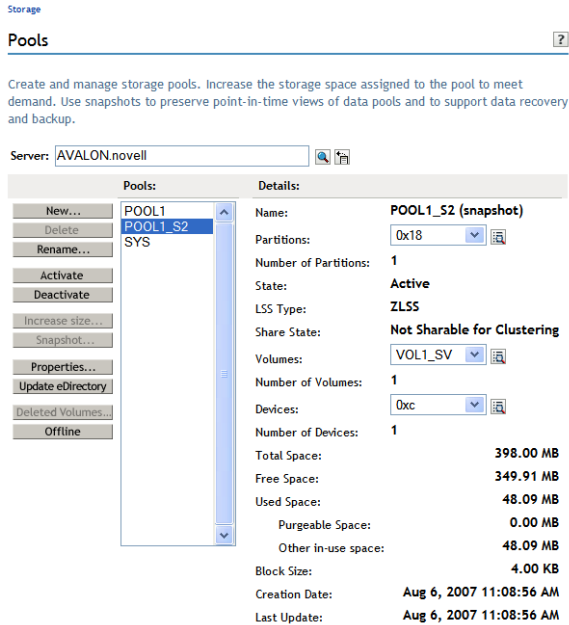 Storage
Pools
?
Create and manage storage pools. Increase the storage space assigned to the pool to meet
demand. Use snapshots to preserve point-in-time views of data pools and to support data recovery
and backup.
Server: AVALON.novell
Pools: Details:
New...
Delete
Rename...
Activate
Deactivate
Increase size...
Snapshot...
Properties...
Update eDirectory
Deleted Volumes...
Offline
POOL1
POOL1_S2
SYS
Name: POOL1_S2 (snapshot)
Partitions: 0x18
Number of Partitions: 1
State: Active
LSS Type: ZLSS
Share State: Not Sharable for Clustering
Volumes: VOL1_SV
Number of Volumes: 1
Devices: 0xc
Number of Devices: 1
Total Space: 398.00 MB
Free Space: 349.91 MB
Used Space: 48.09 MB
Purgeable Space: 0.00 MB
Other in-use space: 48.09 MB
Block Size: 4.00 KB
Creation Date: Aug 6, 2007 11:08:56 AM
Last Update: Aug 6, 2007 11:08:56 AM